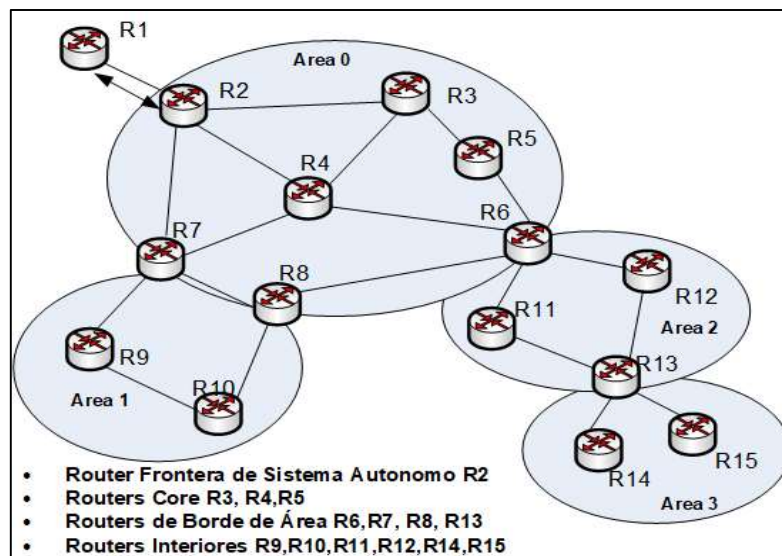 R1
Area 0
R2
R3
R5
R4
R6
R7
R8
R12
R11
Area 2
R9
R13
R10
Area 1
R14
R15
Area 3
• Router Frontera de Sistema Autonomo R2
• Routers Core R3, R4,R5
• Routers de Borde de Área R6,R7, R8, R13
• Routers Interiores R9,R10,R11,R12,R14,R15